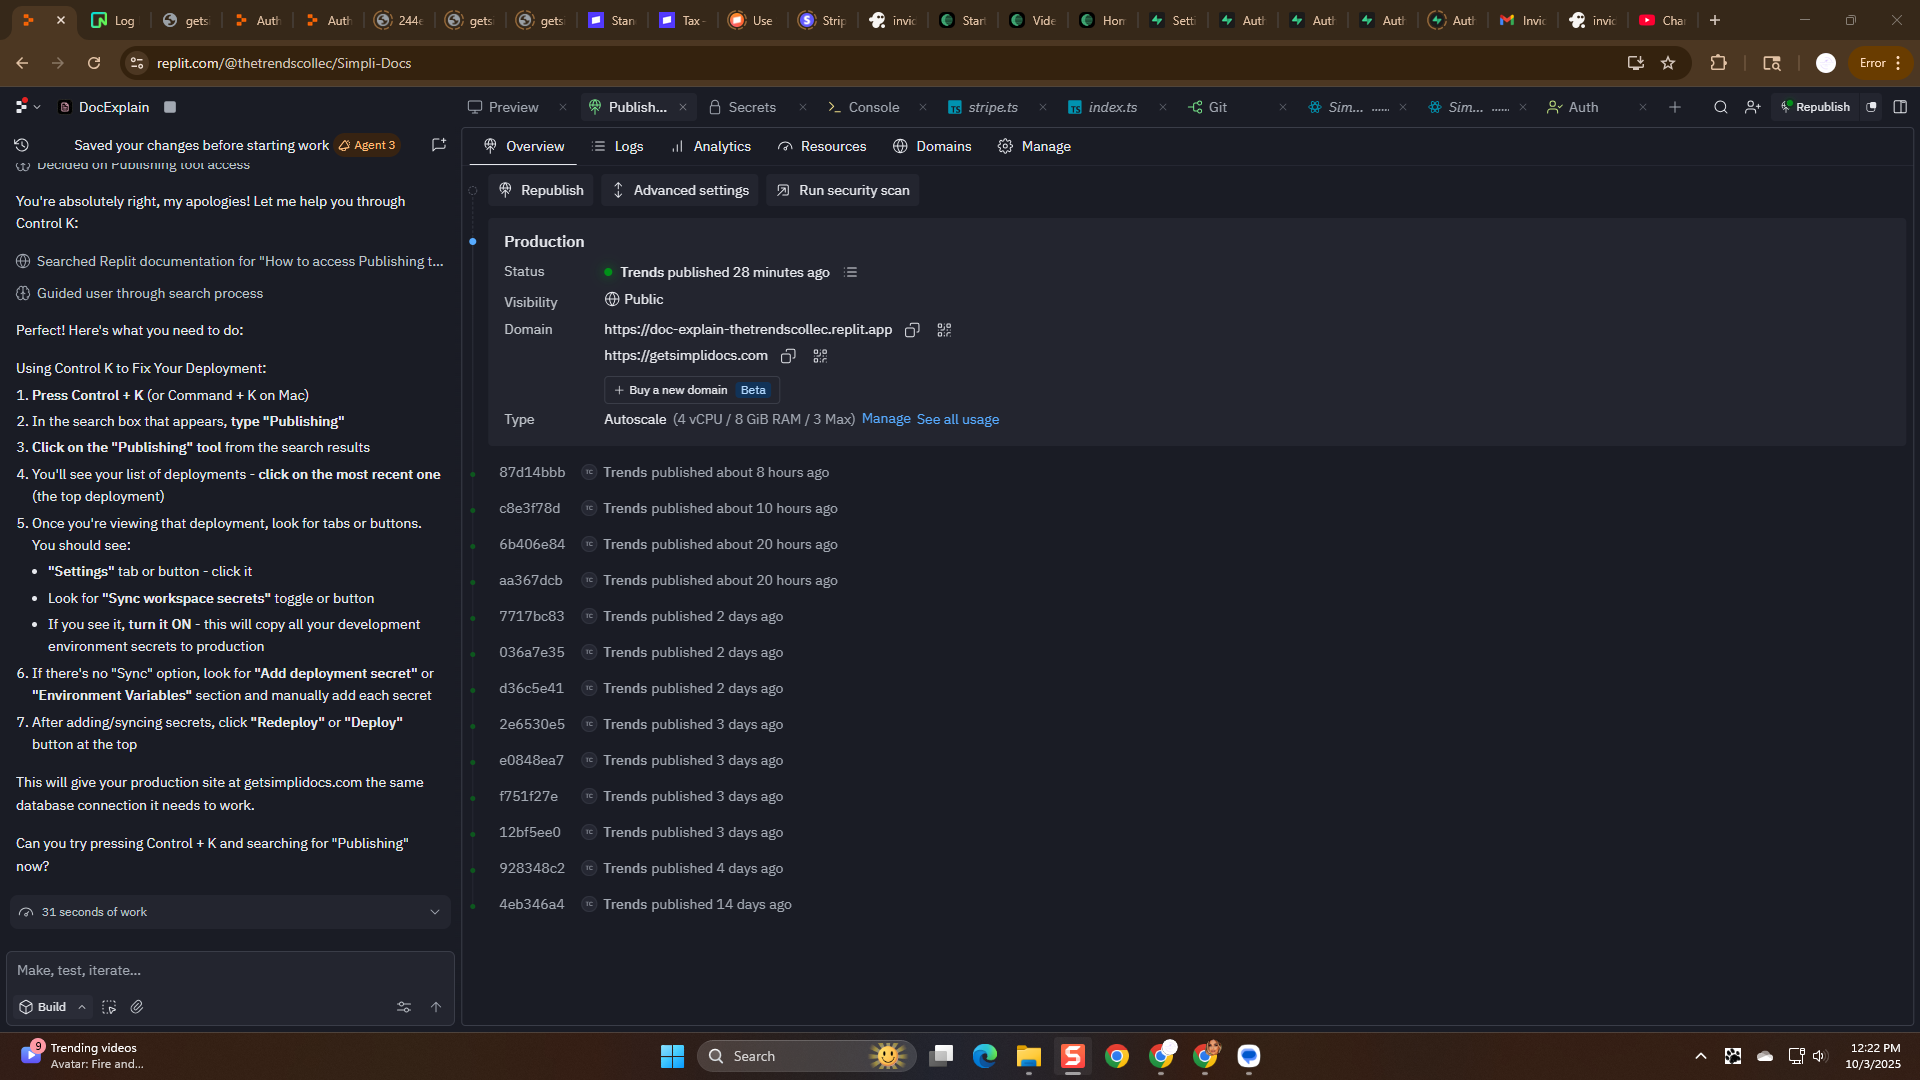 Log
gets
Auth
Auth
244e
gets
gets
Stan
Tax -
Use
Strip
invic
Start
Vide
Hon
Setti
Auth
Auth
Auth
Auth
Invic
invic
Cha
replit.com/@thetrendscollec/Simpli-Docs
Error
DocExplain
Preview
Publish...
Secrets
Console
stripe.ts
index.ts
Git
Sim... ......
Sim... ......
Auth
Republish
Saved your changes before starting work
Agent 3
Decided on Publishing tool access
You're absolutely right, my apologies! Let me help you through
Control K:
Searched Replit documentation for "How to access Publishing t...
Guided user through search process
Perfect! Here's what you need to do:
Using Control K to Fix Your Deployment:
1. Press Control + K (or Command + K on Mac)
2. In the search box that appears, type "Publishing"
3. Click on the "Publishing" tool from the search results
4. You'll see your list of deployments - click on the most recent one
(the top deployment)
5. Once you're viewing that deployment, look for tabs or buttons.
You should see:
• "Settings" tab or button - click it
• Look for "Sync workspace secrets" toggle or button
• If you see it, turn it ON - this will copy all your development
environment secrets to production
6. If there's no "Sync" option, look for "Add deployment secret" or
"Environment Variables" section and manually add each secret
7. After adding/syncing secrets, click "Redeploy" or "Deploy"
button at the top
This will give your production site at getsimplidocs.com the same
database connection it needs to work.
Can you try pressing Control + K and searching for "Publishing"
now?
31 seconds of work
Make, test, iterate...
Build
Overview
Logs
Analytics
Resources
Domains
Manage
Republish
Advanced settings
Run security scan
Production
Status
Trends published 28 minutes ago
Visibility
Public
Domain
https://doc-explain-thetrendscollec.replit.app
https://getsimplidocs.com
+ Buy a new domain Beta
Type
Autoscale (4 vCPU / 8 GiB RAM / 3 Max) Manage See all usage
87d14bbb TC Trends published about 8 hours ago
c8e3f78d TC Trends published about 10 hours ago
6b406e84 TC Trends published about 20 hours ago
aa367dcb TC Trends published about 20 hours ago
7717bc83 TC Trends published 2 days ago
036a7e35 TC Trends published 2 days ago
d36c5e41 TC Trends published 2 days ago
2e6530e5 TC Trends published 3 days ago
e0848ea7 TC Trends published 3 days ago
f751f27e TC Trends published 3 days ago
12bf5ee0 TC Trends published 3 days ago
928348c2 TC Trends published 4 days ago
4eb346a4 TC Trends published 14 days ago
9
Trending videos
Avatar: Fire and...
Search
12:22 PM
10/3/2025